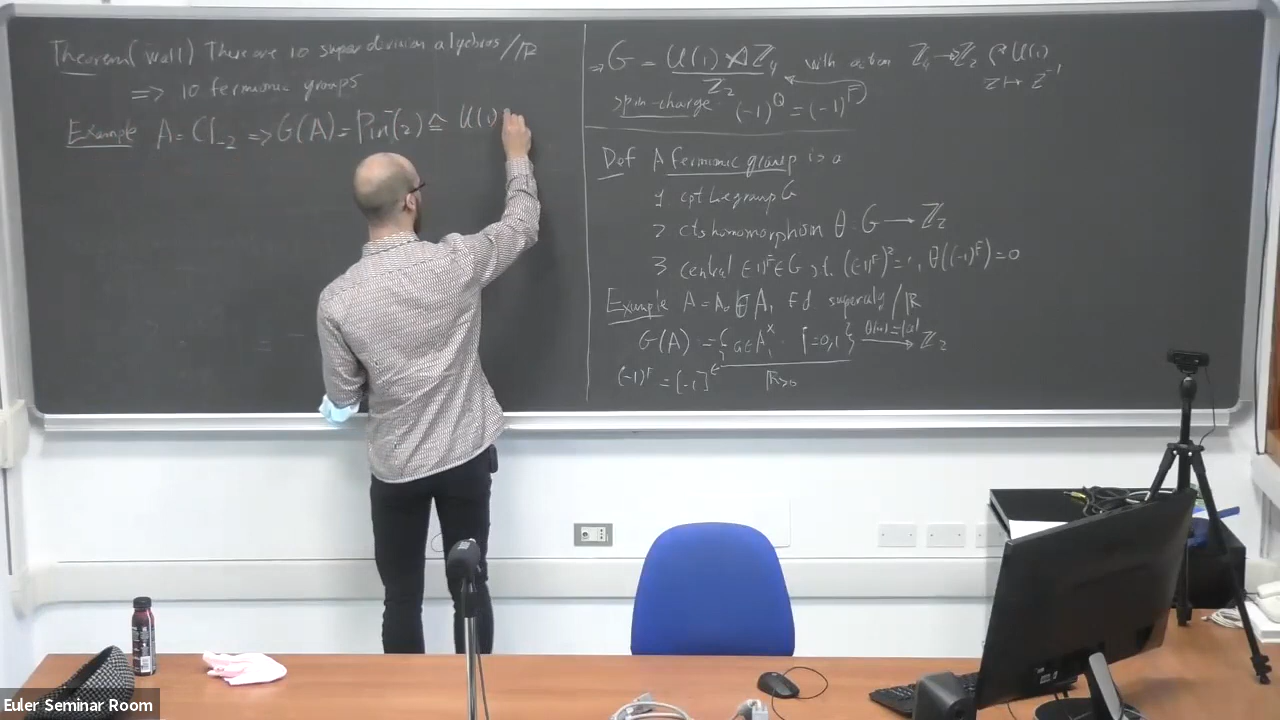 Theorem (Wall) There are 10 super division algebras /ℝ
⇒ 10 fermionic groups
Example A = Cl₋₂ ⇒ G(A) = Pin⁻(2) ≅ U(1)
G = U(1) ⋊ ℤ₄ / ℤ₂ with action ℤ₄ → ℤ₂ ↷ U(1)
z ↦ z⁻¹
spin-charge: (-1)^Q = (-1)^F
Def A fermionic group is a
1 cpt Lie group G
2 cts homomorphism θ: G → ℤ₂
3 central (-1)^F ∈ G s.t. ((-1)^F)² = 1, θ((-1)^F) = 0
Example A = A₀ ⊕ A₁ f.d. superalg /ℝ
G(A) := {a ∈ Aᵢ^× : i=0,1} / ℝ>0 θ(a) = |a| → ℤ₂
(-1)^F = [-1]
Euler Seminar Room